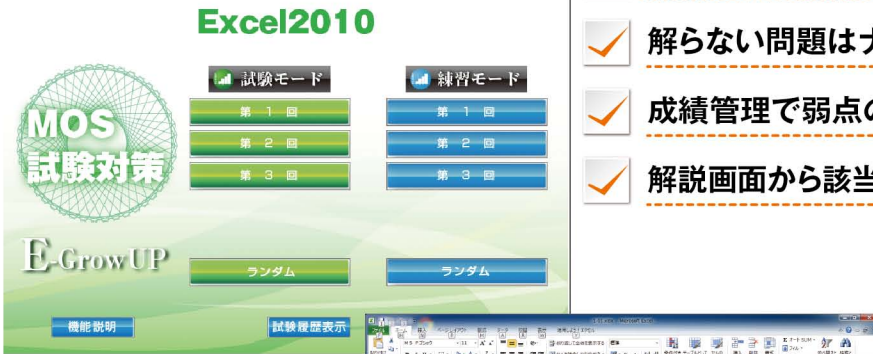 Excel2010
試験モード
練習モード
第 1 回
第 1 回
第 2 回
第 2 回
第 3 回
第 3 回
MOS
試験対策
E-Grow UP
ランダム
ランダム
機能説明
試験履歴表示
解らない問題はナ
成績管理で弱点の
解説画面から該当